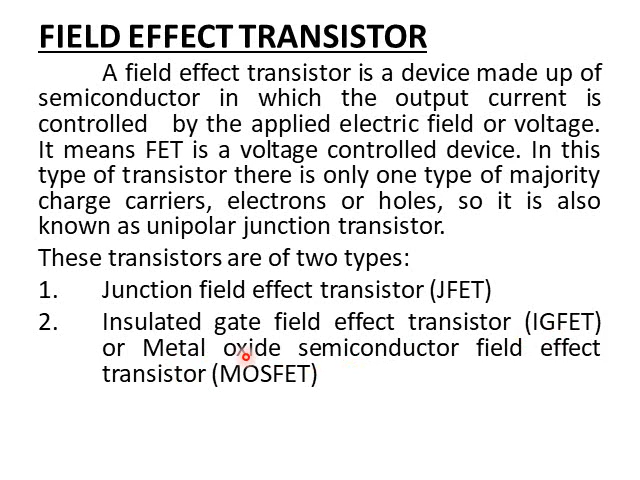 FIELD EFFECT TRANSISTOR
A field effect transistor is a device made up of
semiconductor in which the output current is
controlled by the applied electric field or voltage.
It means FET is a voltage controlled device. In this
type of transistor there is only one type of majority
charge carriers, electrons or holes, so it is also
known as unipolar junction transistor.
These transistors are of two types:
1. Junction field effect transistor (JFET)
2. Insulated gate field effect transistor (IGFET)
or Metal oxide semiconductor field effect
transistor (MOSFET)